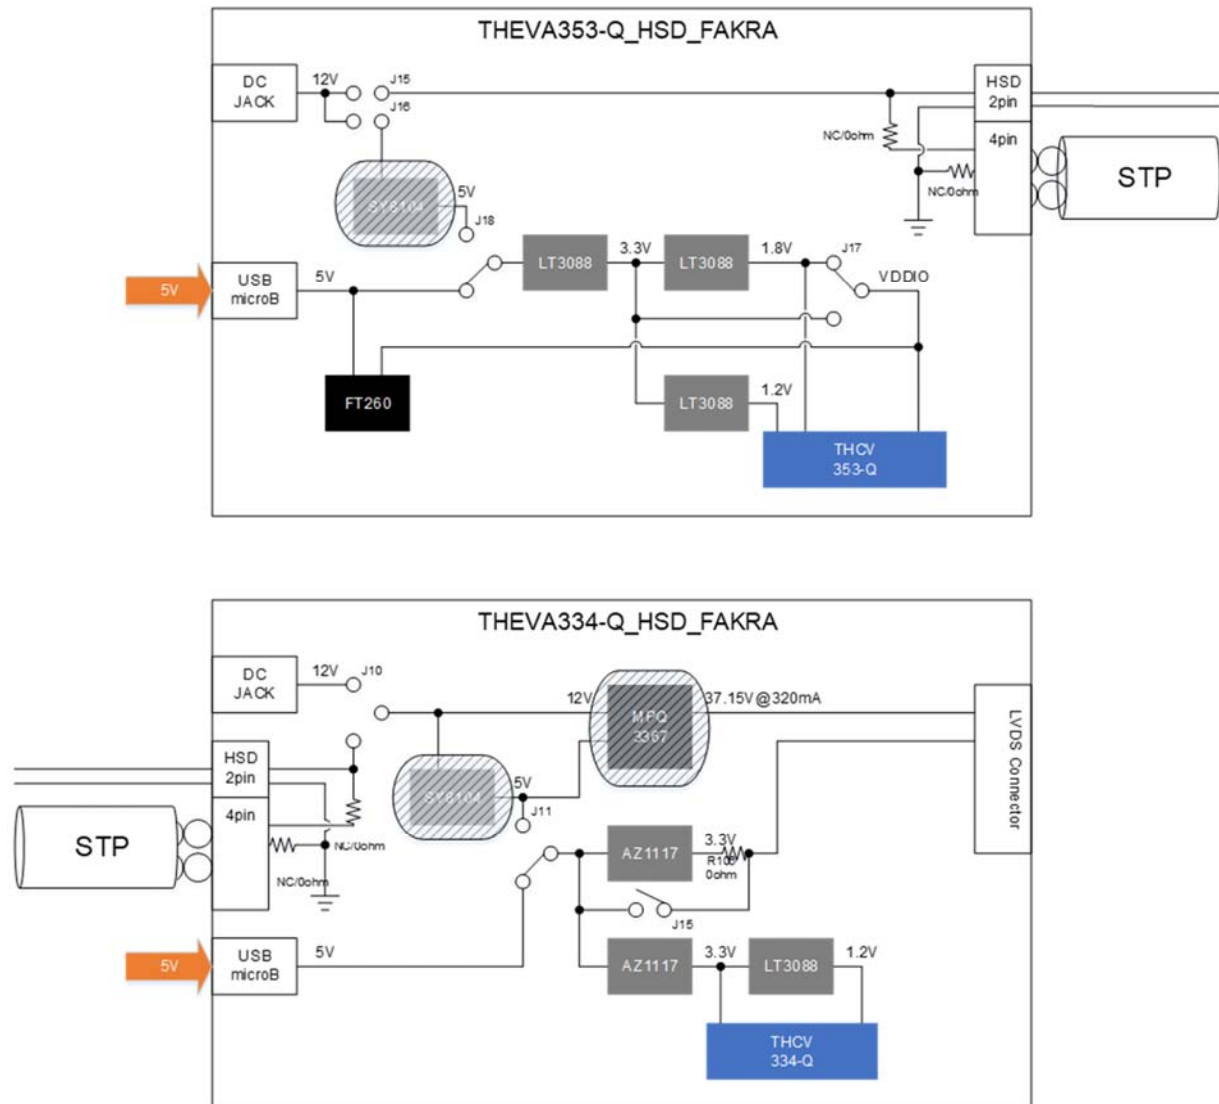 THEVA353-Q_HSD_FAKRA
DC
JACK
12V
J15
J16
HSD
2pin
NC/0ohm
4pin
STP
SY8104
5V
J18
NC/0ohm
5V
USB
microB
5V
LT3088
3.3V
LT3088
1.8V
J17
VDDIO
FT260
LT3088
1.2V
THCV
353-Q
THEVA334-Q_HSD_FAKRA
DC
JACK
12V
J10
12V
MPQ
3367
37.15V@320mA
LVDS Connector
HSD
2pin
SY8104
5V
J11
STP
4pin
NC/0ohm
NC/0ohm
AZ1117
3.3V
0ohm
J15
5V
USB
microB
5V
AZ1117
3.3V
LT3088
1.2V
THCV
334-Q